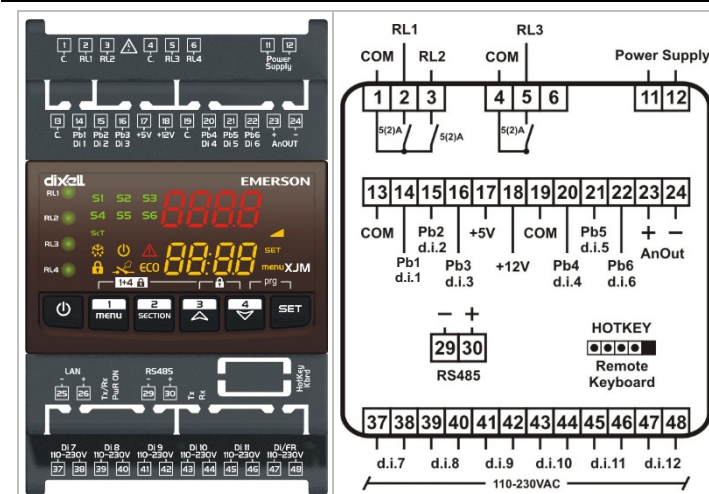 1 2 3 4 5 6 11 12
C. RL1 RL2 C. RL3 RL4 Power
Supply
13 14 15 16 17 18 19 20 21 22 23 24
C. Pb1 Pb2 Pb3 +5V +12V C. Pb4 Pb5 Pb6 + -
Di 1 Di 2 Di 3 Di 4 Di 5 Di 6 AnOUT
dixell EMERSON
RL1 S1 S2 S3 888.8
RL2 S4 S5 S6
ScT
RL3 SET
RL4 ECO 88:88 menu XJM
1+4 prg
1 2 3 4
menu SECTION SET
LAN RS485
- + Tx/Rx PwR ON - + Tx Rx HotKey Kbrd
25 26 29 30
Di 7 Di 8 Di 9 Di 10 Di 11 Di/FR
110-230V 110-230V 110-230V 110-230V 110-230V 110-230V
37 38 39 40 41 42 43 44 45 46 47 48
RL1 RL3
COM RL2 COM Power Supply
1 2 3 4 5 6 11 12
5(2)A 5(2)A 5(2)A
13 14 15 16 17 18 19 20 21 22 23 24
COM Pb2 +5V COM Pb5 + -
d.i.2 d.i.5 AnOut
Pb1 Pb3 +12V Pb4 Pb6
d.i.1 d.i.3 d.i.4 d.i.6
- +
29 30
RS485
HOTKEY
Remote
Keyboard
37 38 39 40 41 42 43 44 45 46 47 48
d.i.7 d.i.8 d.i.9 d.i.10 d.i.11 d.i.12
110-230VAC